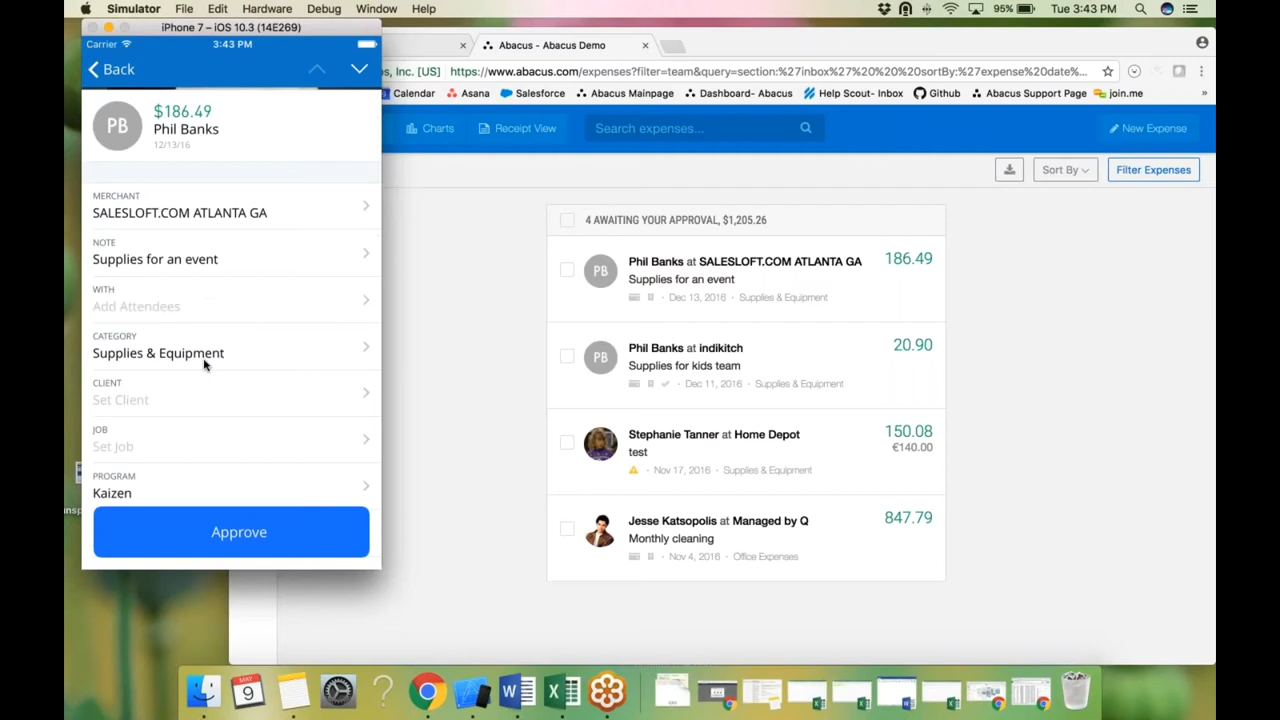 Simulator File Edit Hardware Debug Window Help
95% Tue 3:43 PM
iPhone 7 – iOS 10.3 (14E269)
Carrier 3:43 PM
Back
PB
$186.49
Phil Banks
12/13/16
MERCHANT
SALESLOFT.COM ATLANTA GA
NOTE
Supplies for an event
WITH
Add Attendees
CATEGORY
Supplies & Equipment
CLIENT
Set Client
JOB
Set Job
PROGRAM
Kaizen
Approve
Abacus - Abacus Demo
os, Inc. [US] https://www.abacus.com/expenses?filter=team&query=section:%27inbox%27%20%20%20sortBy:%27expense%20date%...
Calendar Asana Salesforce Abacus Mainpage Dashboard- Abacus Help Scout- Inbox Github Abacus Support Page join.me »
Charts Receipt View Search expenses... New Expense
Sort By Filter Expenses
4 AWAITING YOUR APPROVAL, $1,205.26
PB
Phil Banks at SALESLOFT.COM ATLANTA GA 186.49
Supplies for an event
· Dec 13, 2016 · Supplies & Equipment
PB
Phil Banks at indikitch 20.90
Supplies for kids team
· Dec 11, 2016 · Supplies & Equipment
Stephanie Tanner at Home Depot 150.08
test €140.00
· Nov 17, 2016 · Supplies & Equipment
Jesse Katsopolis at Managed by Q 847.79
Monthly cleaning
· Nov 4, 2016 · Office Expenses
MAY
9
?